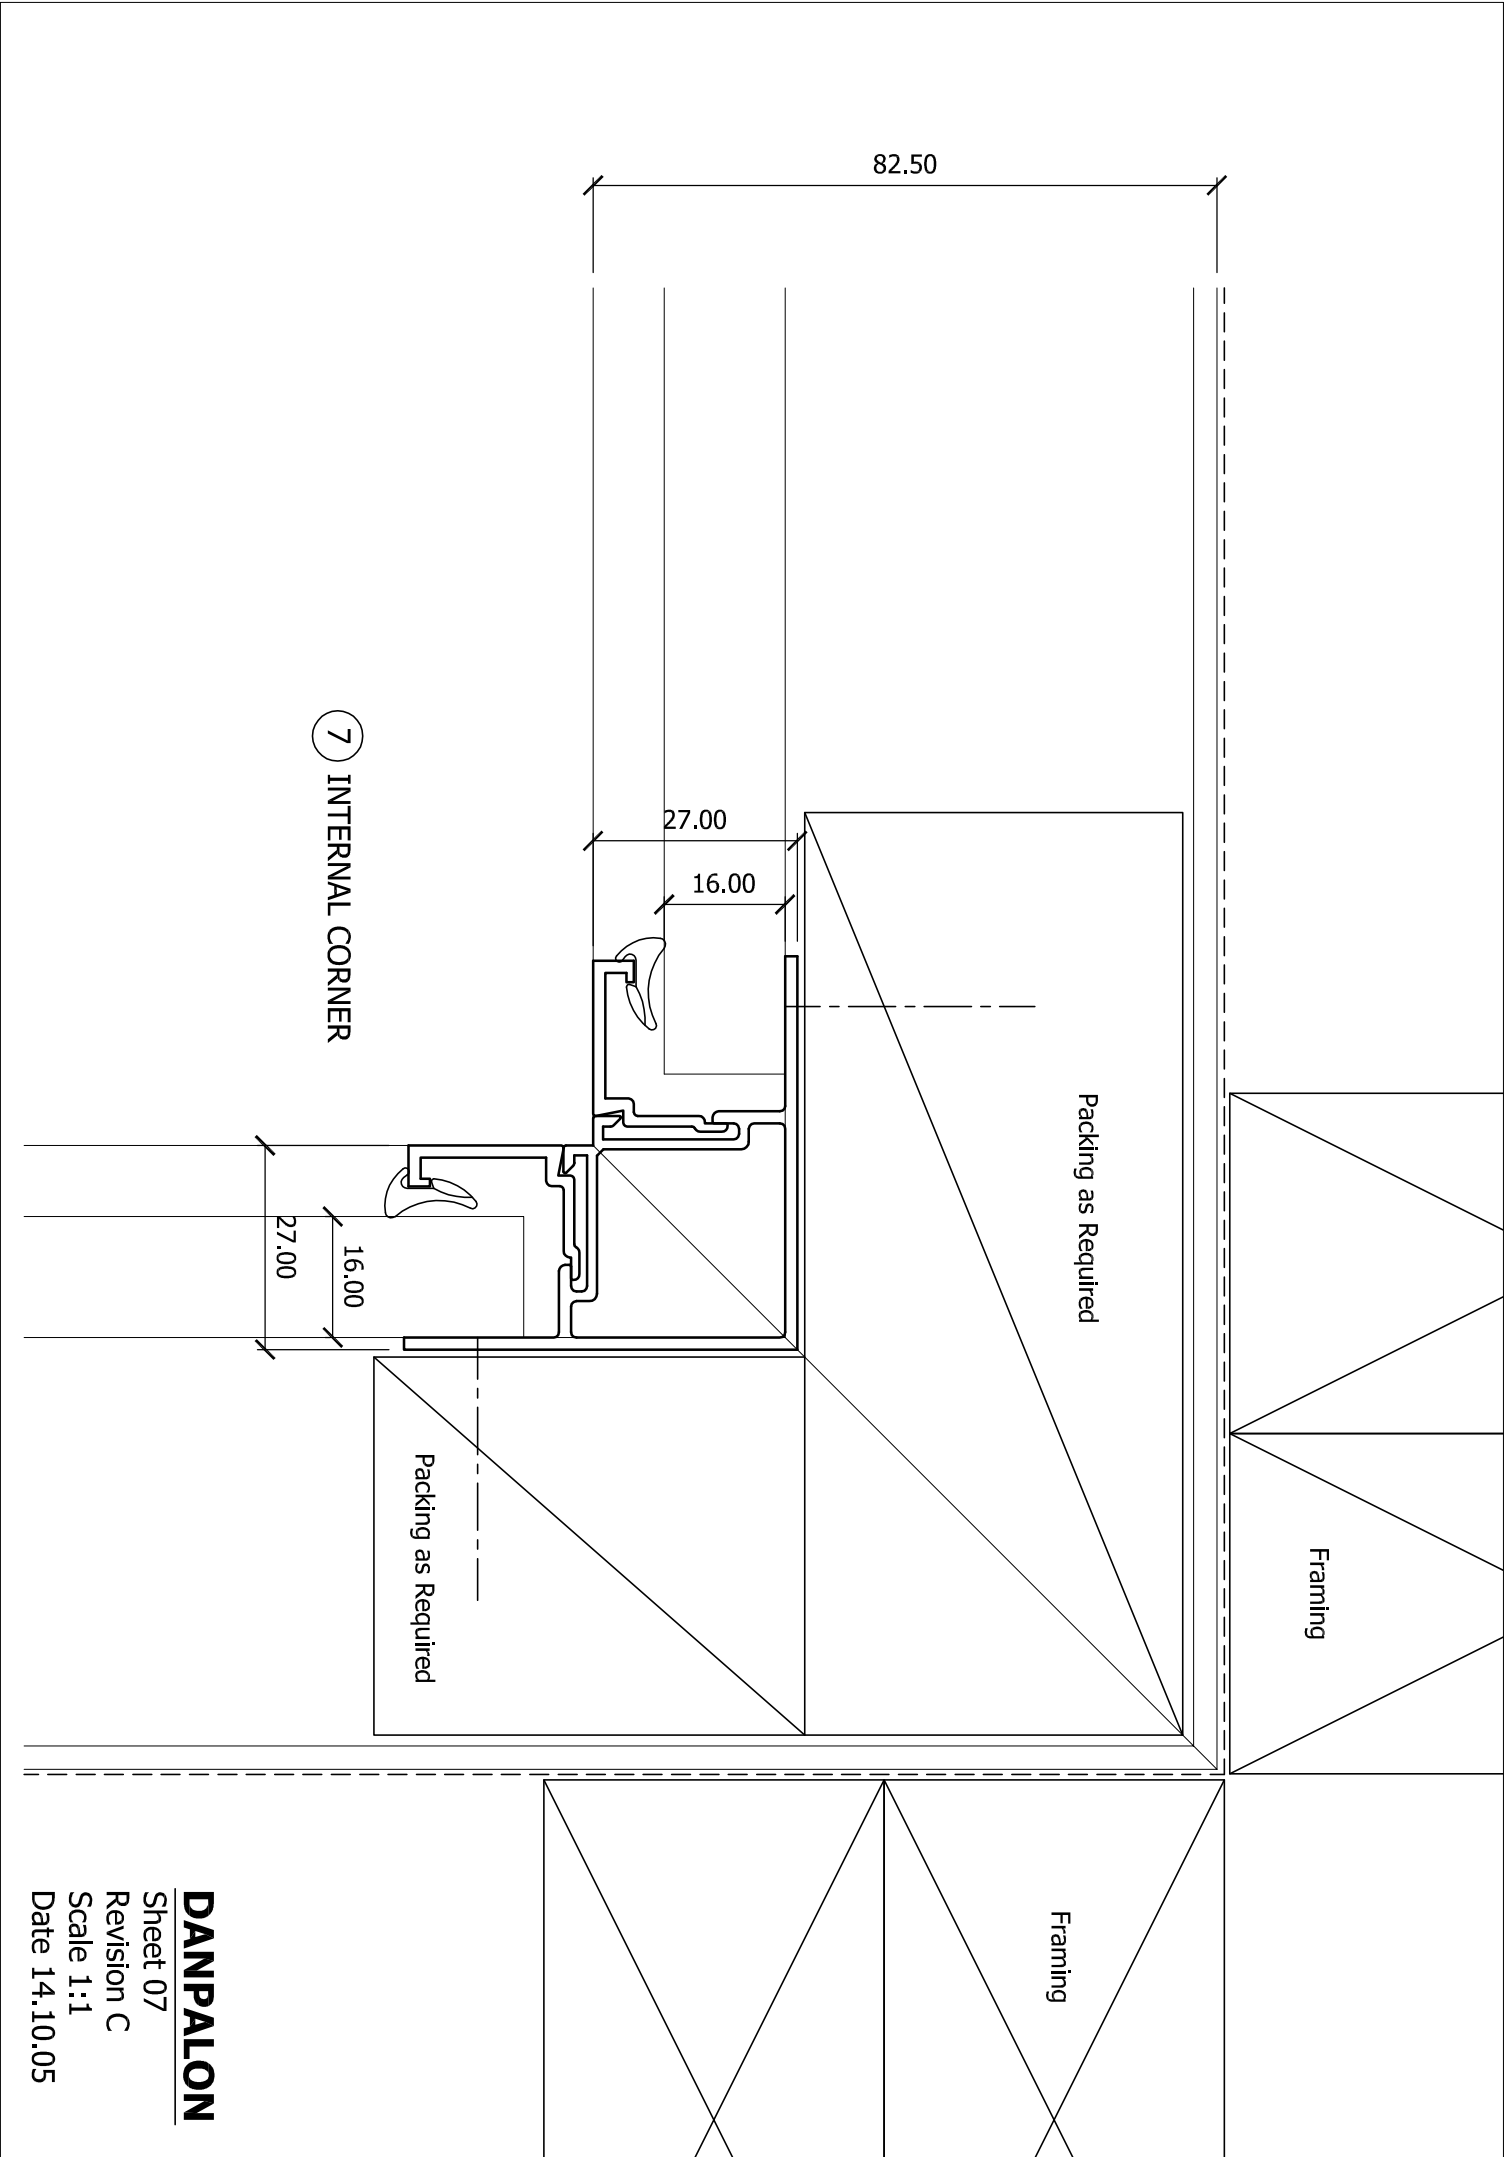 82.50
27.00
16.00
Packing as Required
Framing
7 INTERNAL CORNER
27.00
16.00
Packing as Required
Framing
DANPALON
Sheet 07
Revision C
Scale 1:1
Date 14.10.05